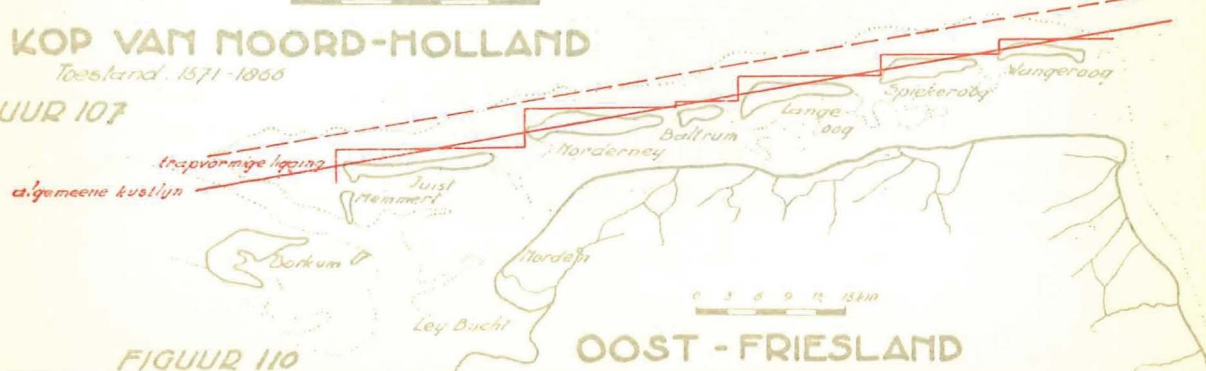 KOP VAN NOORD-HOLLAND
Toestand 1571-1866
UUR 107
trapvormige ligging
algemeene kustlyn
Wangeroog
Spiekeroog
Lange-
oog
Baltrum
Norderney
Juist
Memmert
Borkum
Norden
Ley Bucht
0 3 6 9 12 15 km
OOST-FRIESLAND
FIGUUR 110